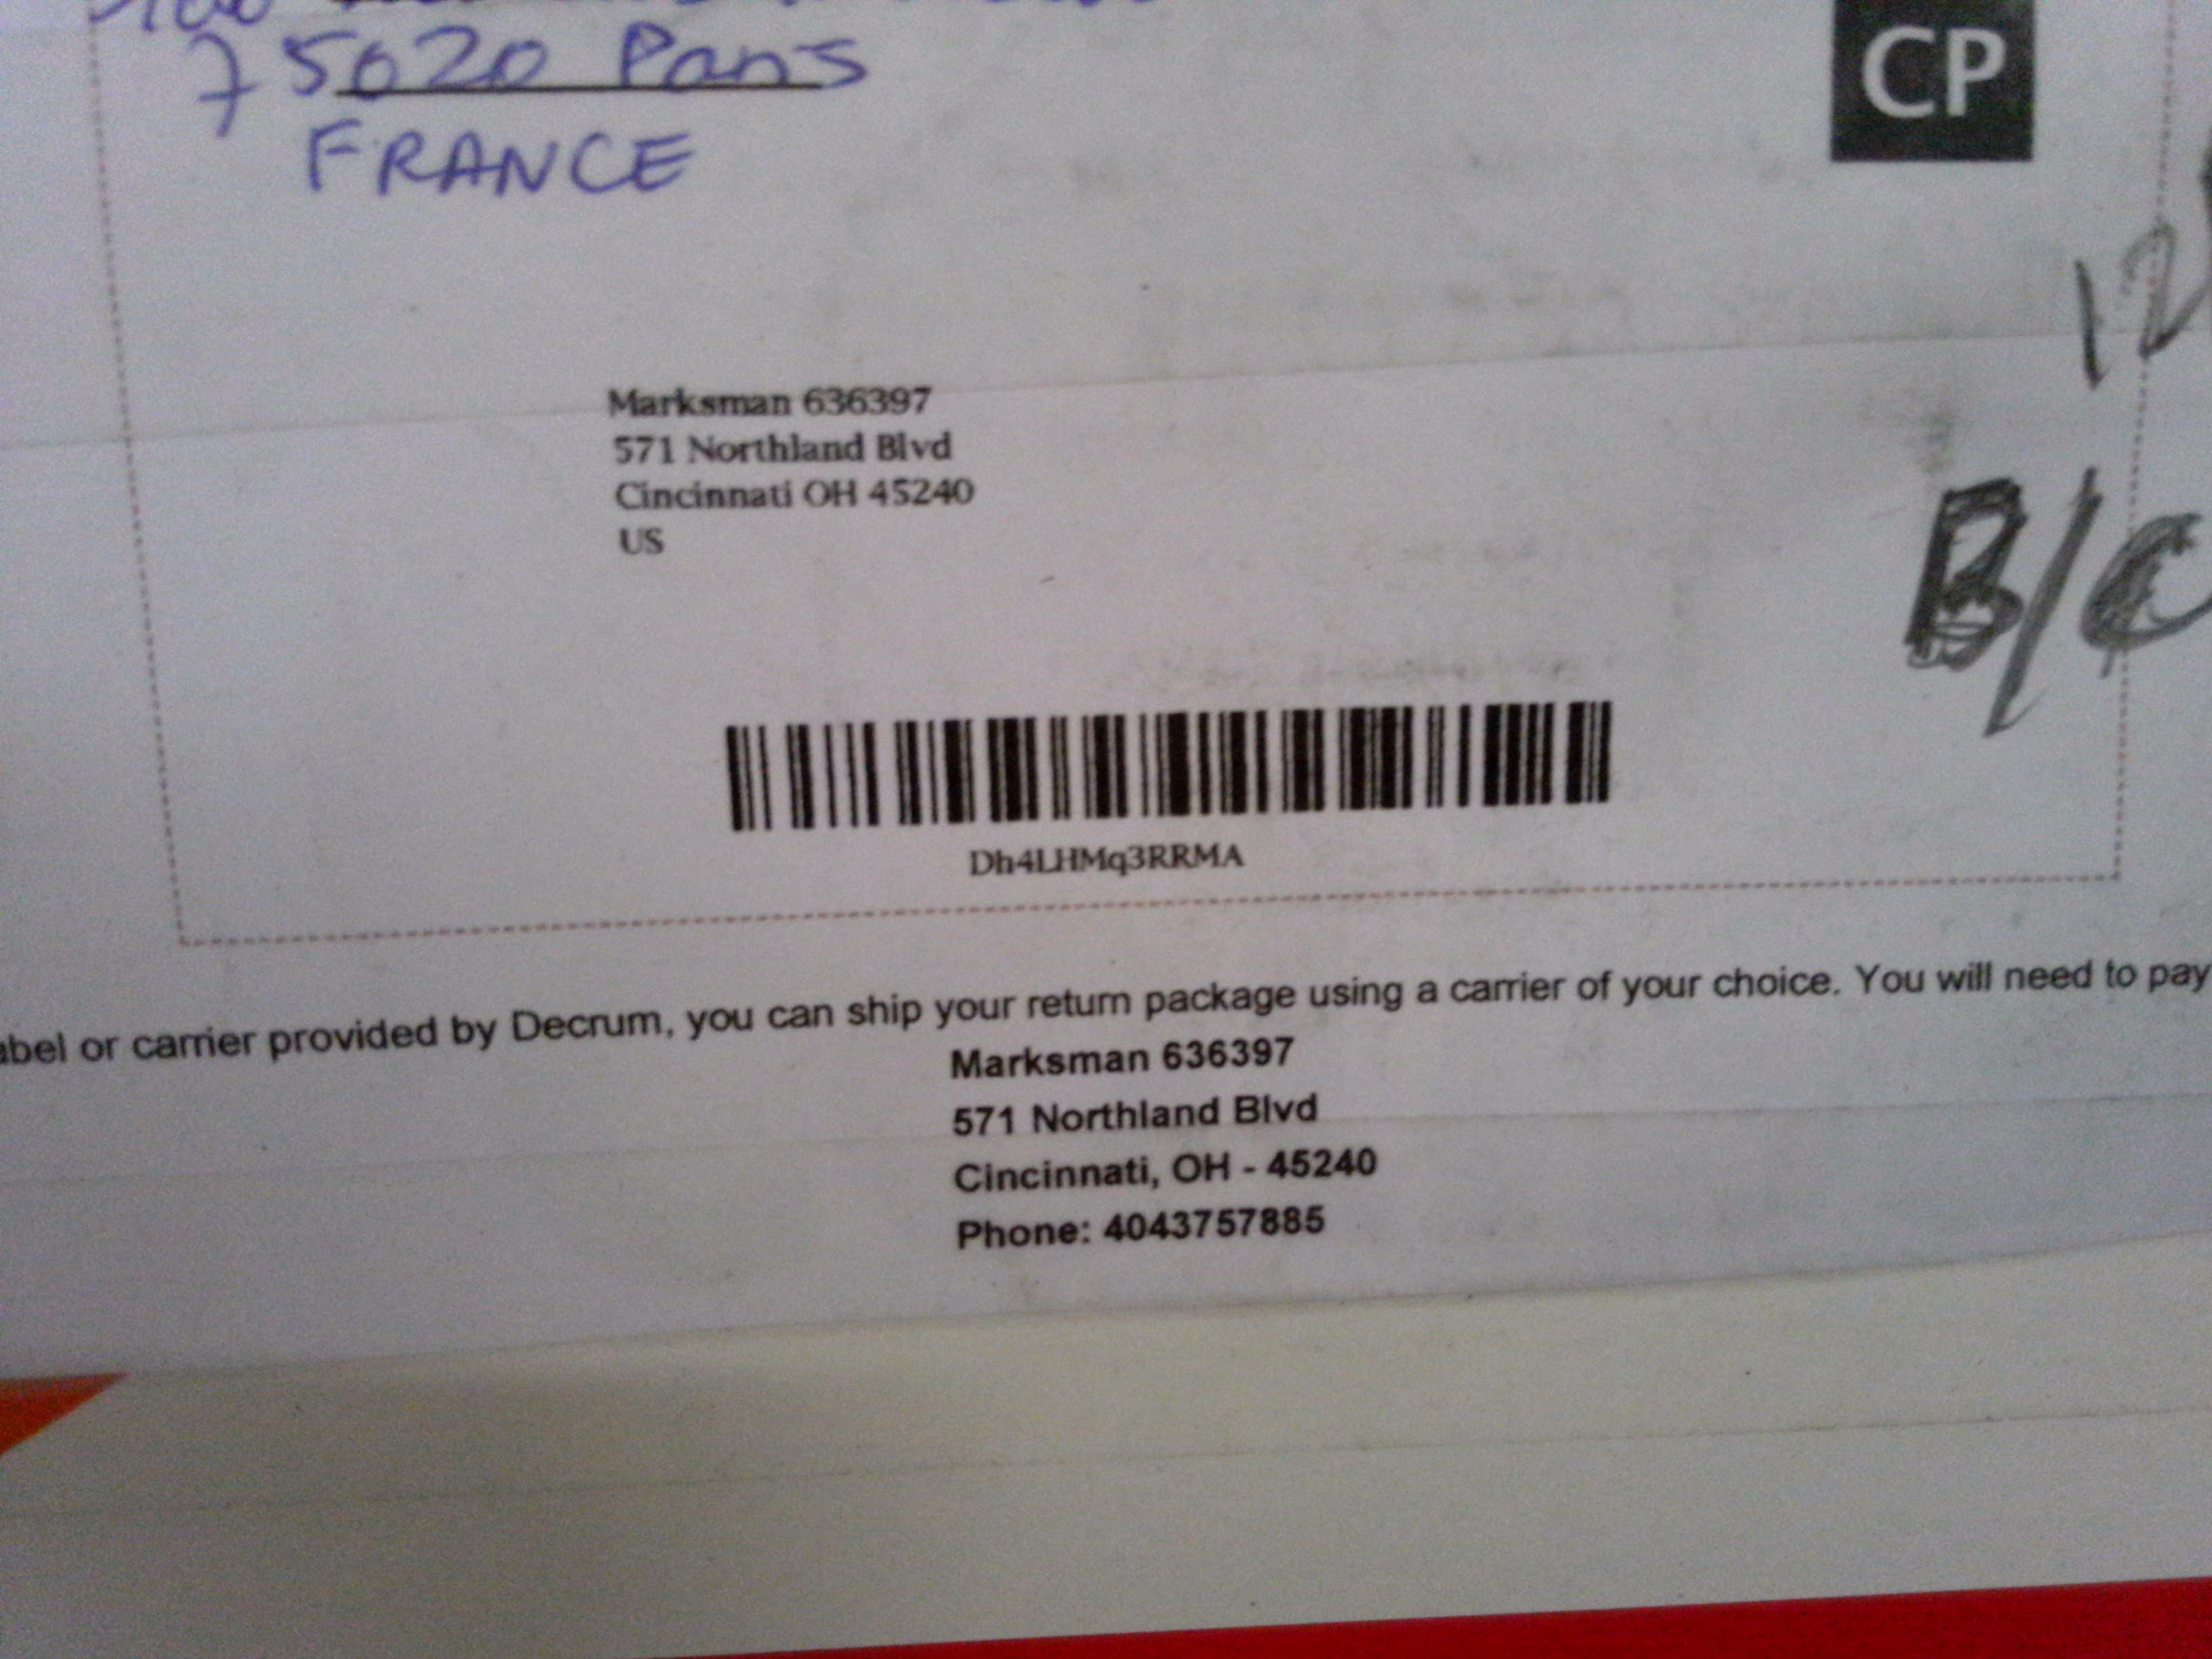 75020 Paris
FRANCE
CP
12
B/C
Marksman 636397
571 Northland Blvd
Cincinnati OH 45240
US
Dh4LHMq3RRMA
or carrier provided by Decrum, you can ship your return package using a carrier of your choice. You will need to pay
Marksman 636397
571 Northland Blvd
Cincinnati, OH - 45240
Phone: 4043757885